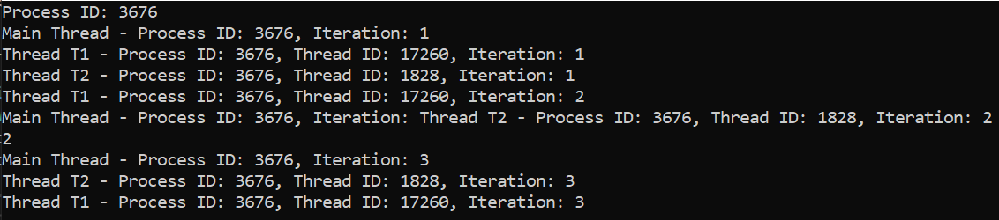 Process ID: 3676
Main Thread - Process ID: 3676, Iteration: 1
Thread T1 - Process ID: 3676, Thread ID: 17260, Iteration: 1
Thread T2 - Process ID: 3676, Thread ID: 1828, Iteration: 1
Thread T1 - Process ID: 3676, Thread ID: 17260, Iteration: 2
Main Thread - Process ID: 3676, Iteration: Thread T2 - Process ID: 3676, Thread ID: 1828, Iteration: 2
2
Main Thread - Process ID: 3676, Iteration: 3
Thread T2 - Process ID: 3676, Thread ID: 1828, Iteration: 3
Thread T1 - Process ID: 3676, Thread ID: 17260, Iteration: 3